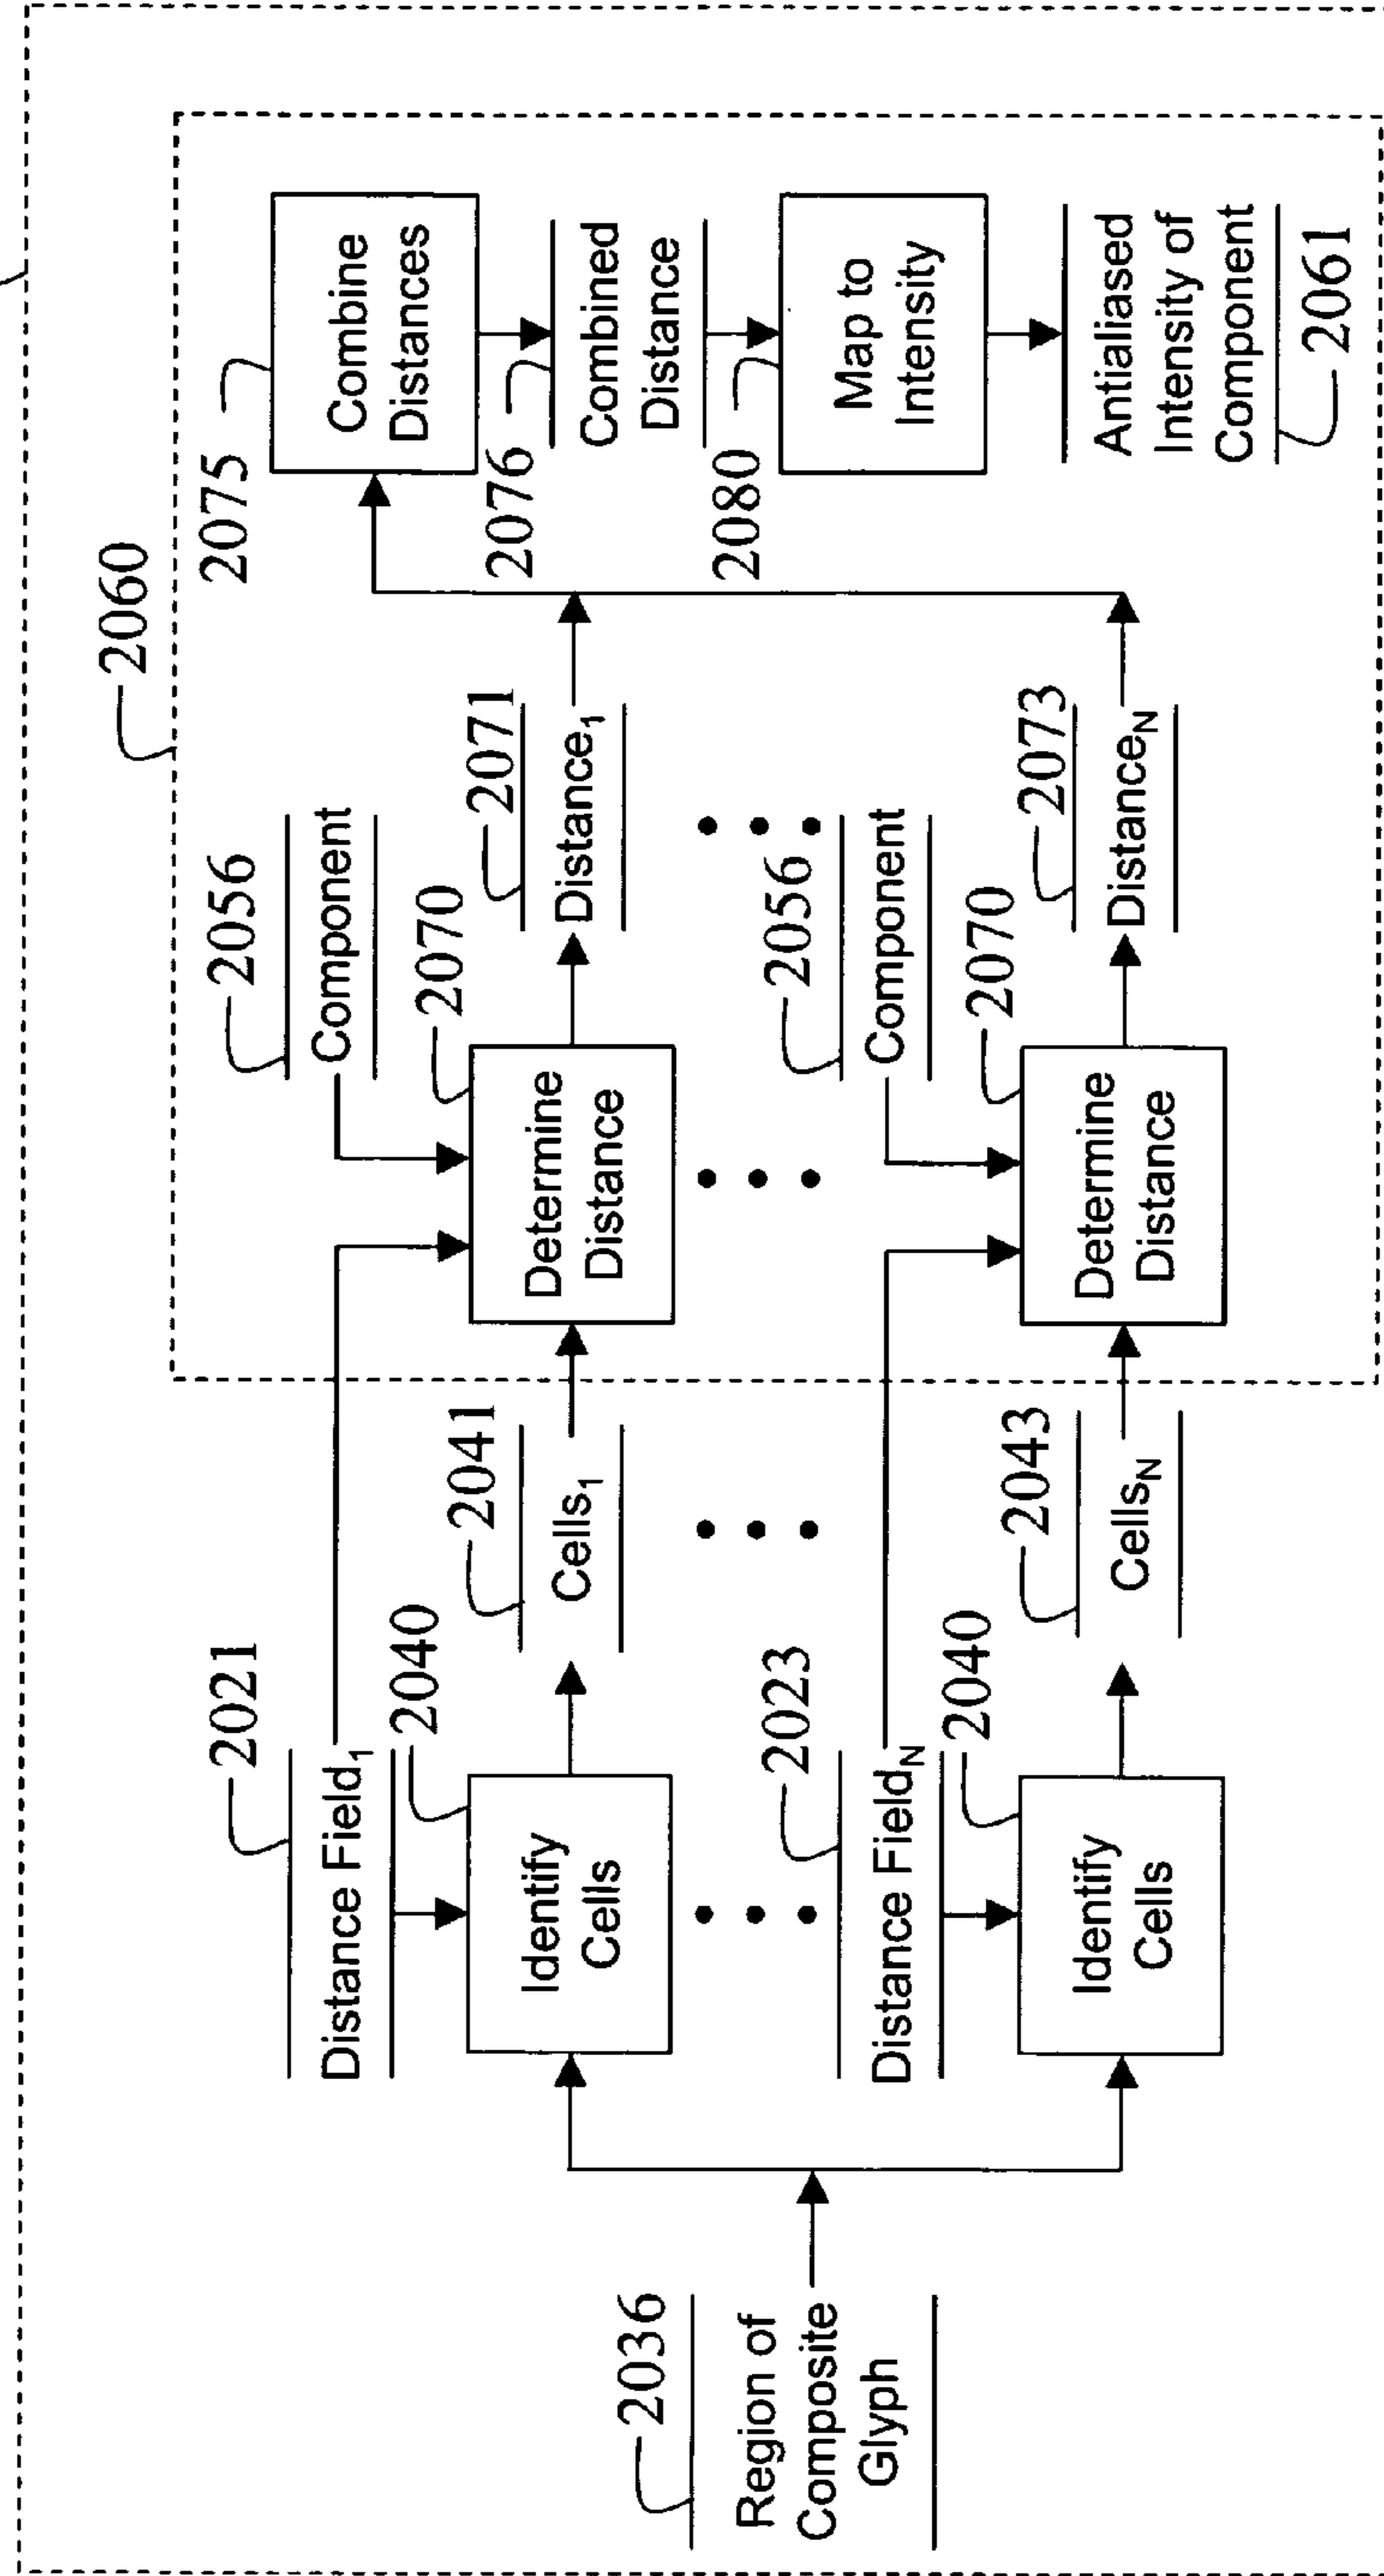 2060
2075
Combine
Distances
2056
Component
2021
Distance Field₁
2076
Combined
Distance
2071
Distance₁
2070
Determine
Distance
2041
Cells₁
2040
Identify
Cells
2036
Region of
Composite
Glyph
2080
Map to
Intensity
2056
Component
2023
Distance Fieldₙ
2073
Distanceₙ
2070
Determine
Distance
2043
Cellsₙ
2040
Identify
Cells
Antialiased
Intensity of
Component
2061